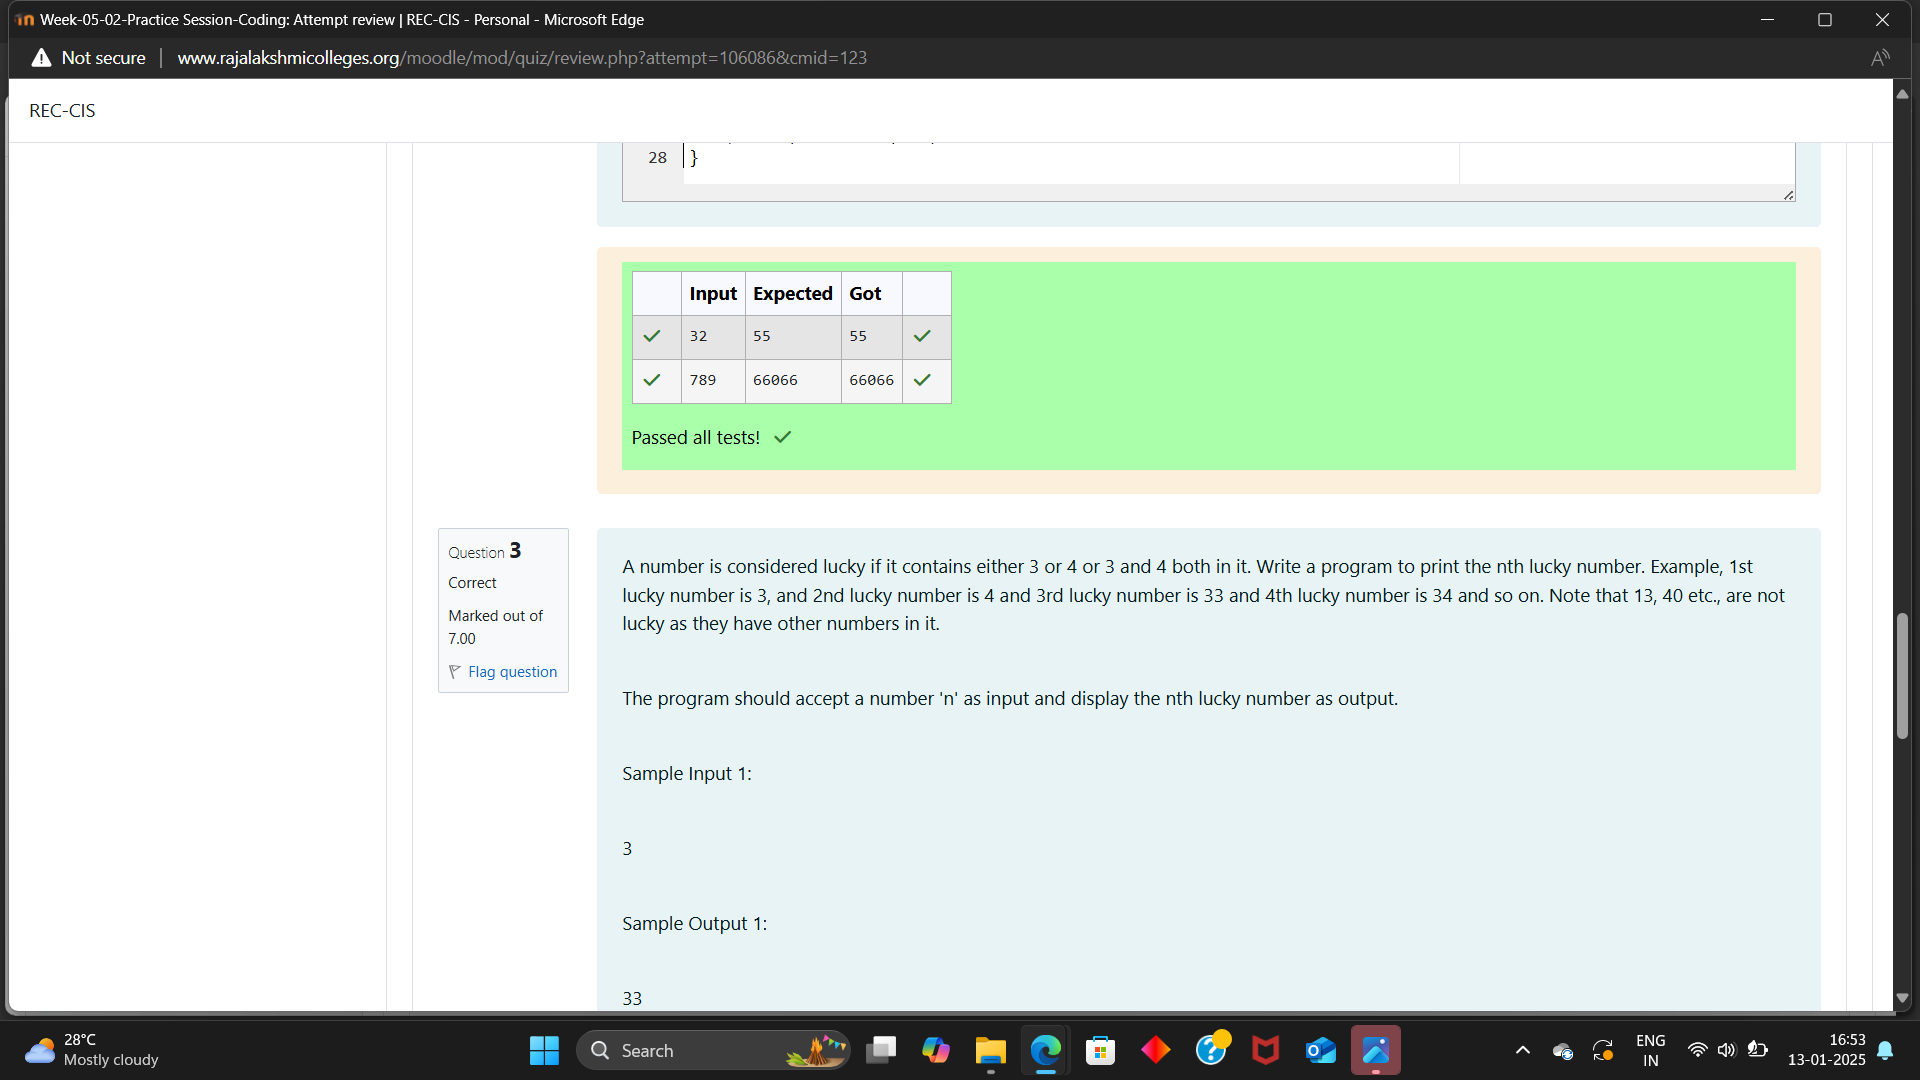 Week-05-02-Practice Session-Coding: Attempt review | REC-CIS - Personal - Microsoft Edge
Not secure | www.rajalakshmicolleges.org/moodle/mod/quiz/review.php?attempt=106086&cmid=123
REC-CIS
28 }
Input Expected Got
32 55 55
789 66066 66066
Passed all tests!
Question 3
Correct
Marked out of
7.00
Flag question
A number is considered lucky if it contains either 3 or 4 or 3 and 4 both in it. Write a program to print the nth lucky number. Example, 1st
lucky number is 3, and 2nd lucky number is 4 and 3rd lucky number is 33 and 4th lucky number is 34 and so on. Note that 13, 40 etc., are not
lucky as they have other numbers in it.
The program should accept a number 'n' as input and display the nth lucky number as output.
Sample Input 1:
3
Sample Output 1:
33
28°C
Mostly cloudy
Search
ENG
IN
16:53
13-01-2025